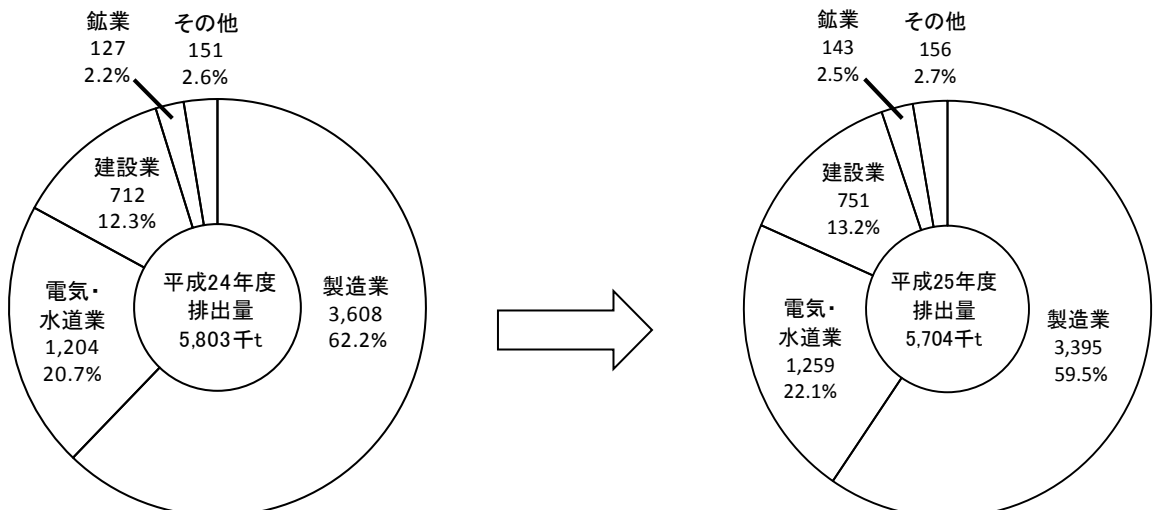 鉱業
127
2.2%
その他
151
2.6%
建設業
712
12.3%
電気・
水道業
1,204
20.7%
平成24年度
排出量
5,803千t
製造業
3,608
62.2%
鉱業
143
2.5%
その他
156
2.7%
建設業
751
13.2%
電気・
水道業
1,259
22.1%
平成25年度
排出量
5,704千t
製造業
3,395
59.5%